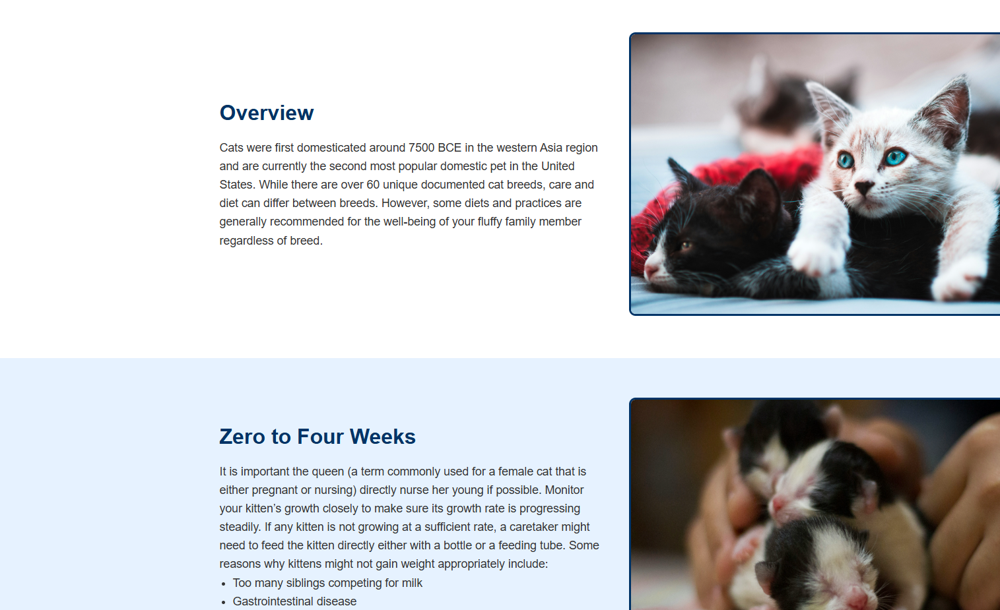 Overview
Cats were first domesticated around 7500 BCE in the western Asia region
and are currently the second most popular domestic pet in the United
States. While there are over 60 unique documented cat breeds, care and
diet can differ between breeds. However, some diets and practices are
generally recommended for the well-being of your fluffy family member
regardless of breed.
Zero to Four Weeks
It is important the queen (a term commonly used for a female cat that is
either pregnant or nursing) directly nurse her young if possible. Monitor
your kitten’s growth closely to make sure its growth rate is progressing
steadily. If any kitten is not growing at a sufficient rate, a caretaker might
need to feed the kitten directly either with a bottle or a feeding tube. Some
reasons why kittens might not gain weight appropriately include:
• Too many siblings competing for milk
• Gastrointestinal disease